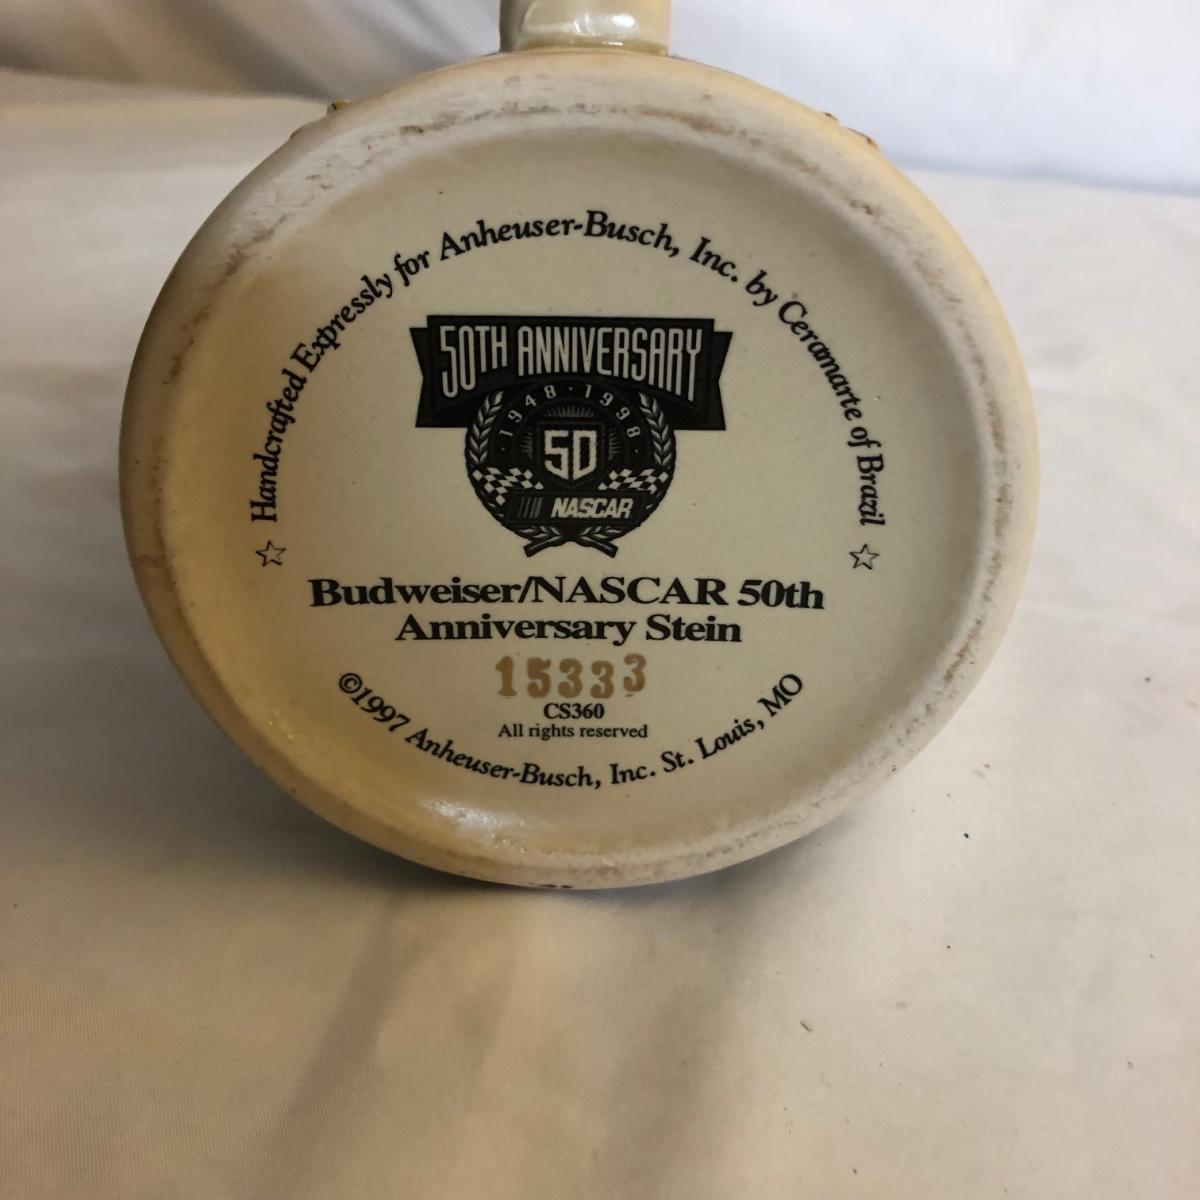 Handcrafted Expressly for Anheuser-Busch, Inc. by Ceramarte of Brazil
50TH ANNIVERSARY
1948 · 1998
50
NASCAR
Budweiser/NASCAR 50th
Anniversary Stein
15333
CS360
All rights reserved
©1997 Anheuser-Busch, Inc. St. Louis, MO